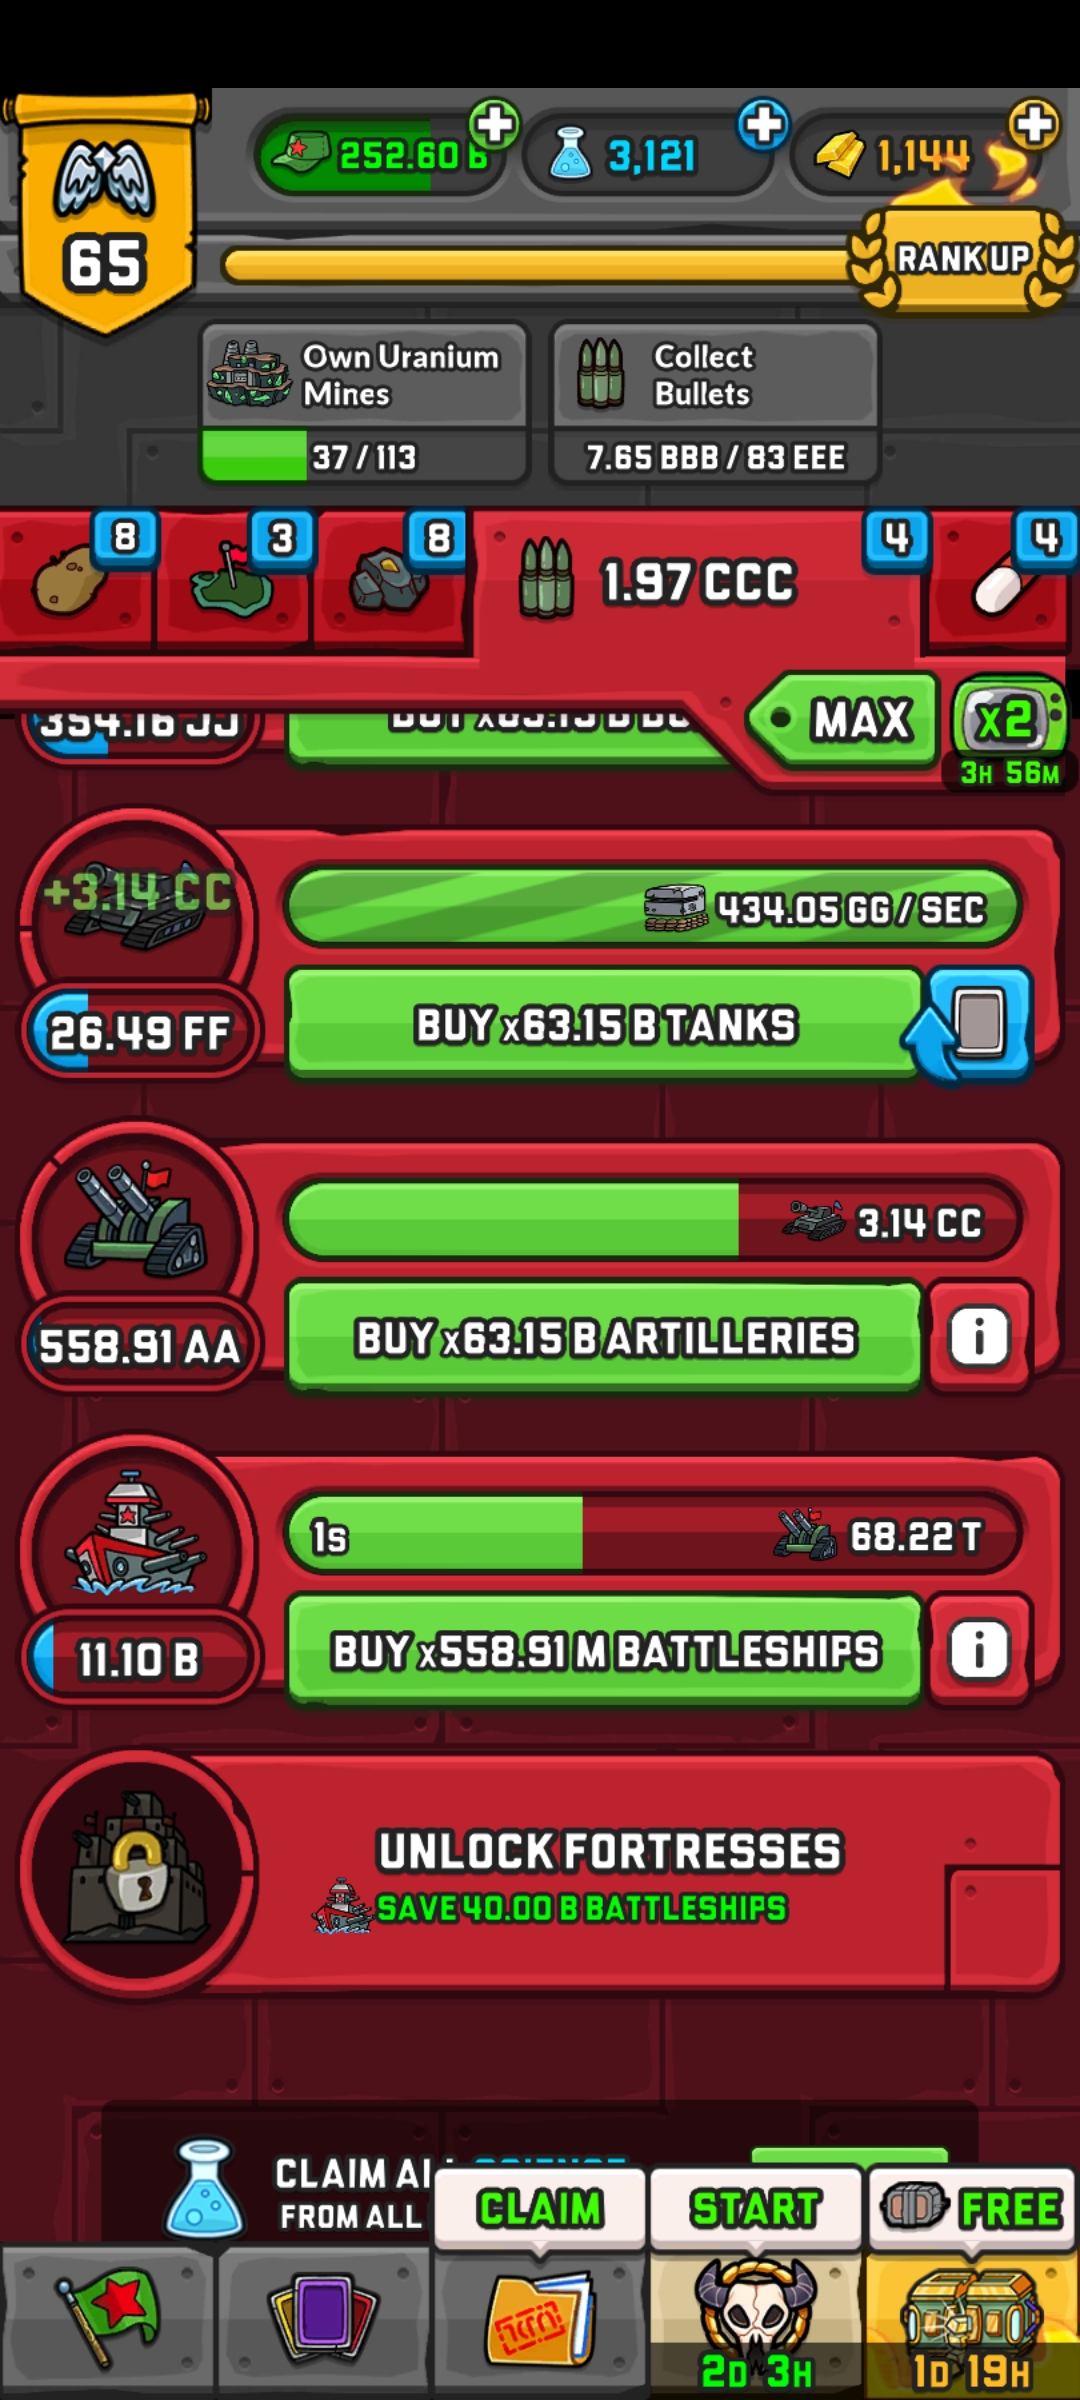 252.60 B
3,121
1,144
65
RANK UP
Own Uranium
Mines
37 / 113
Collect
Bullets
7.65 BBB / 83 EEE
8
3
8
1.97 CCC
4
4
MAX
x2
3H 56M
354.16 JJ
+3.14 CC
434.05 GG / SEC
26.49 FF
BUY x63.15 B TANKS
3.14 CC
558.91 AA
BUY x63.15 B ARTILLERIES
i
1s
68.22 T
11.10 B
BUY x558.91 M BATTLESHIPS
i
UNLOCK FORTRESSES
SAVE 40.00 B BATTLESHIPS
CLAIM
FROM ALL
CLAIM
START
FREE
2D 3H
1D 19H